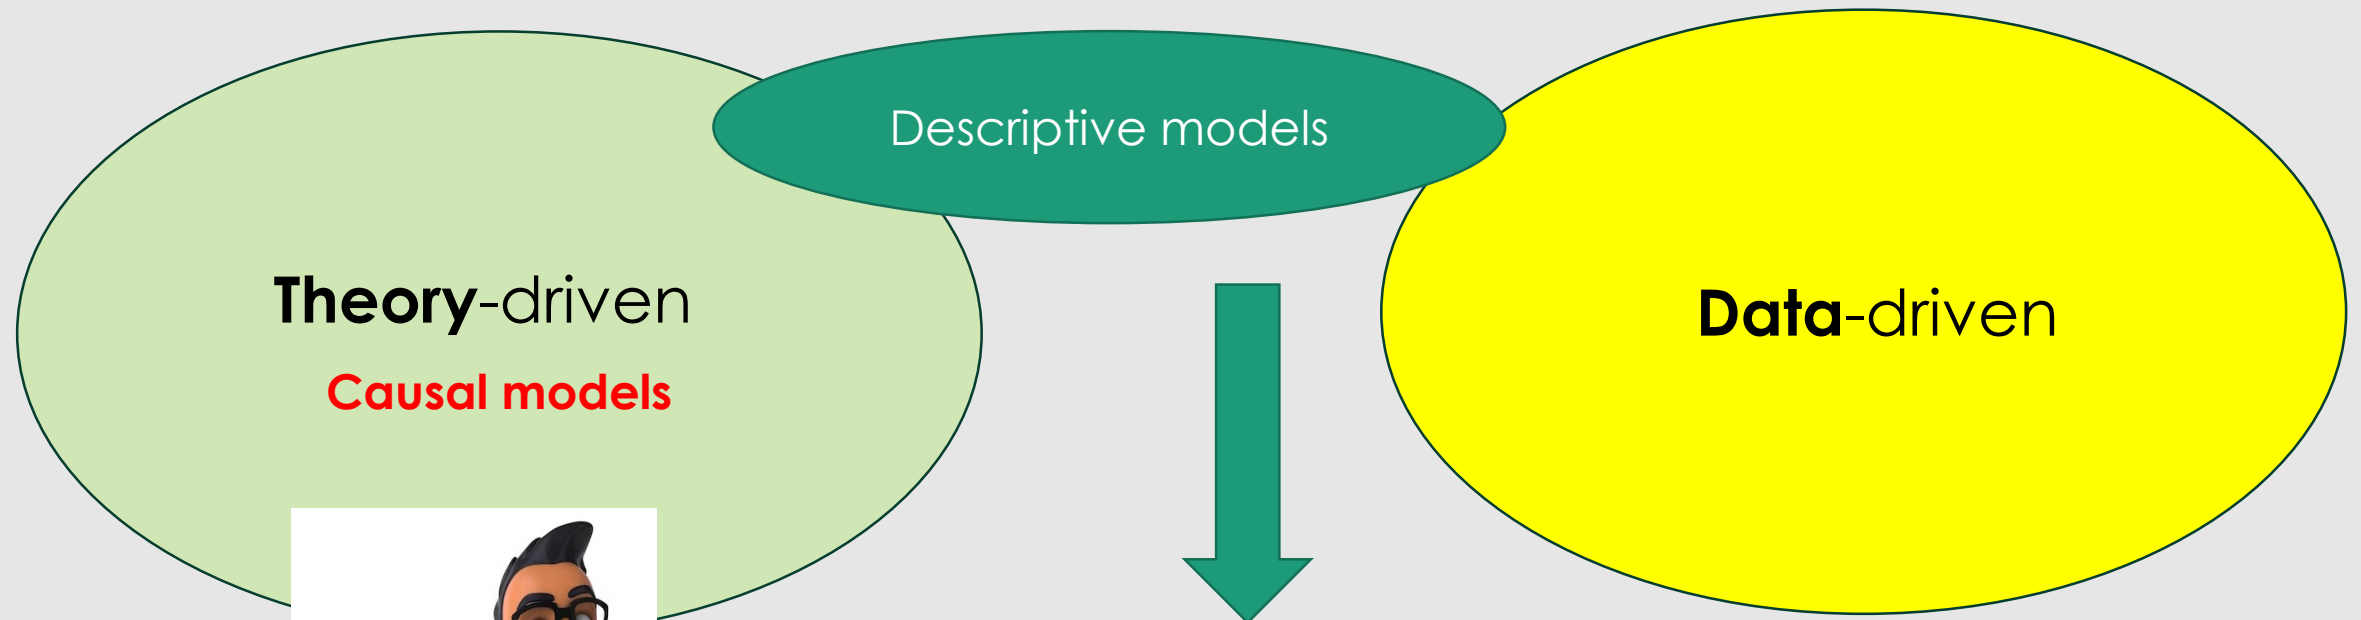 Descriptive models
Theory-driven
Causal models
Data-driven